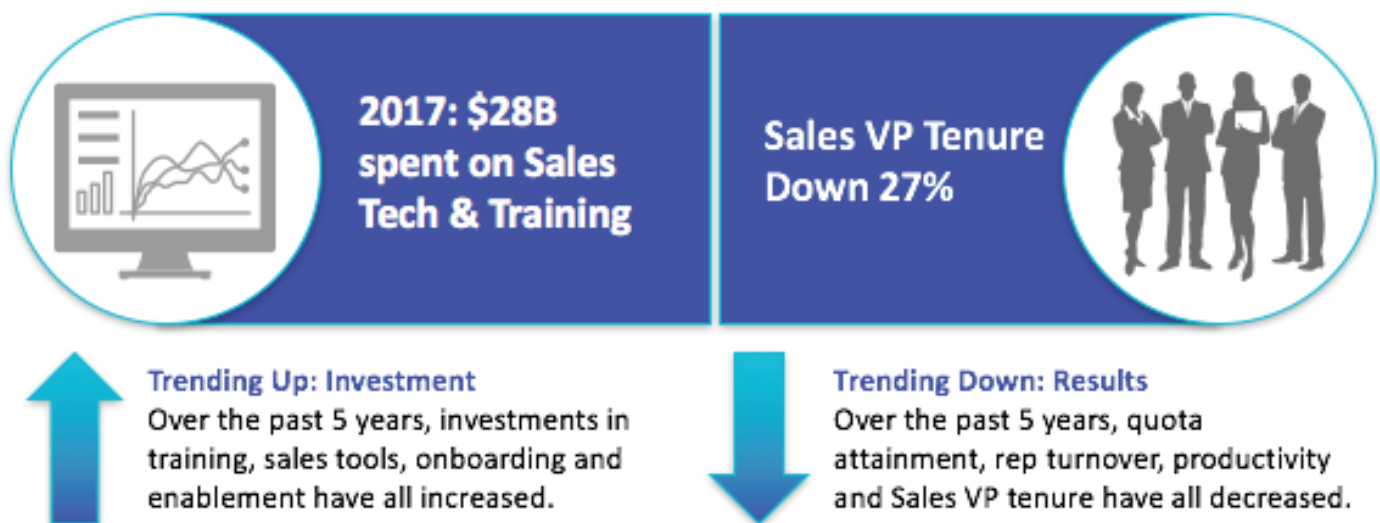 2017: $28B
spent on Sales
Tech & Training
Sales VP Tenure
Down 27%
Trending Up: Investment
Over the past 5 years, investments in
training, sales tools, onboarding and
enablement have all increased.
Trending Down: Results
Over the past 5 years, quota
attainment, rep turnover, productivity
and Sales VP tenure have all decreased.